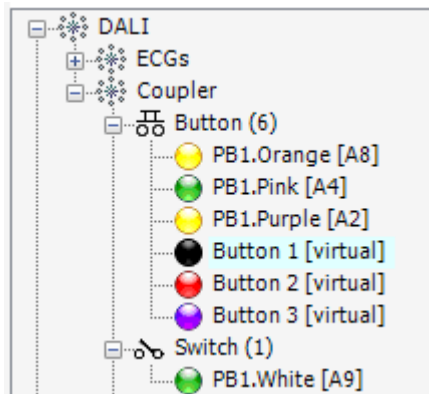 DALI
ECGs
Coupler
Button (6)
PB1.Orange [A8]
PB1.Pink [A4]
PB1.Purple [A2]
Button 1 [virtual]
Button 2 [virtual]
Button 3 [virtual]
Switch (1)
PB1.White [A9]